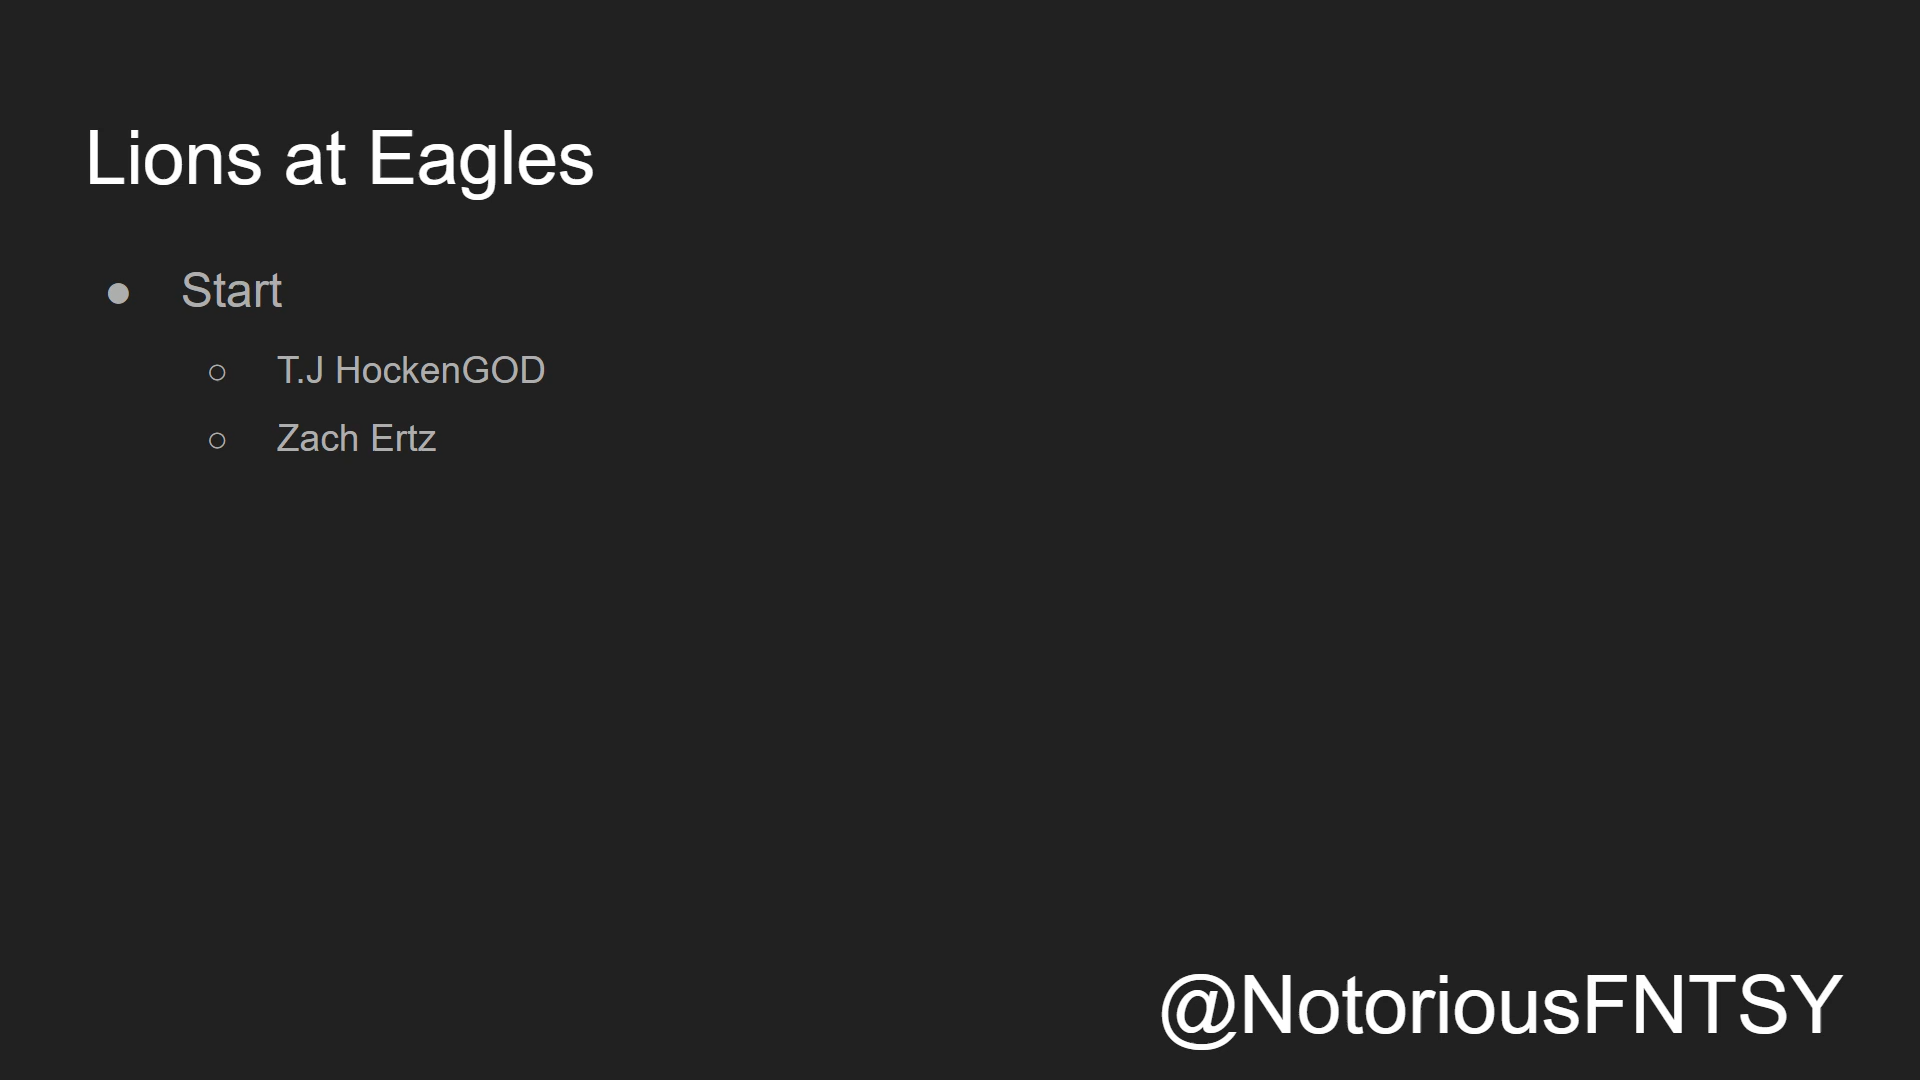 Lions at Eagles
● Start
○ T.J HockenGOD
○ Zach Ertz
@NotoriousFNTSY